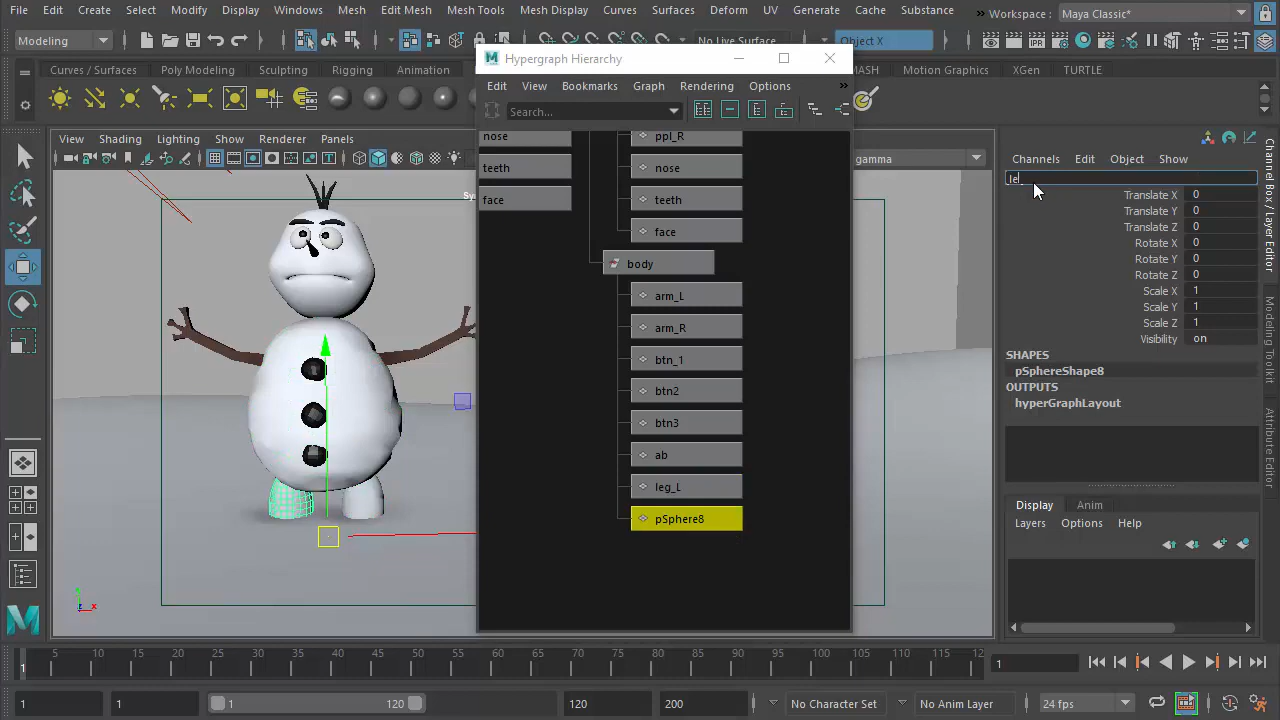 File Edit Create Select Modify Display Windows Mesh Edit Mesh Mesh Tools Mesh Display Curves Surfaces Deform UV Generate Cache Substance » Workspace : Maya Classic*
Modeling No Live Surface Object X
Curves / Surfaces Poly Modeling Sculpting Rigging Animation MASH Motion Graphics XGen TURTLE
Hypergraph Hierarchy
Edit View Bookmarks Graph Rendering Options »
Search...
View Shading Lighting Show Renderer Panels
gamma
nose
teeth
face
ppl_R
nose
teeth
face
body
arm_L
arm_R
btn_1
btn2
btn3
ab
leg_L
pSphere8
Sy
y
x
z
Channels Edit Object Show
le
Translate X 0
Translate Y 0
Translate Z 0
Rotate X 0
Rotate Y 0
Rotate Z 0
Scale X 1
Scale Y 1
Scale Z 1
Visibility on
SHAPES
pSphereShape8
OUTPUTS
hyperGraphLayout
Display Anim
Layers Options Help
Channel Box / Layer Editor
Modeling Toolkit
Attribute Editor
1 5 10 15 20 25 30 35 40 45 50 55 60 65 70 75 80 85 90 95 100 105 110 115 12
1
1 1 1 120 120 200 No Character Set No Anim Layer 24 fps